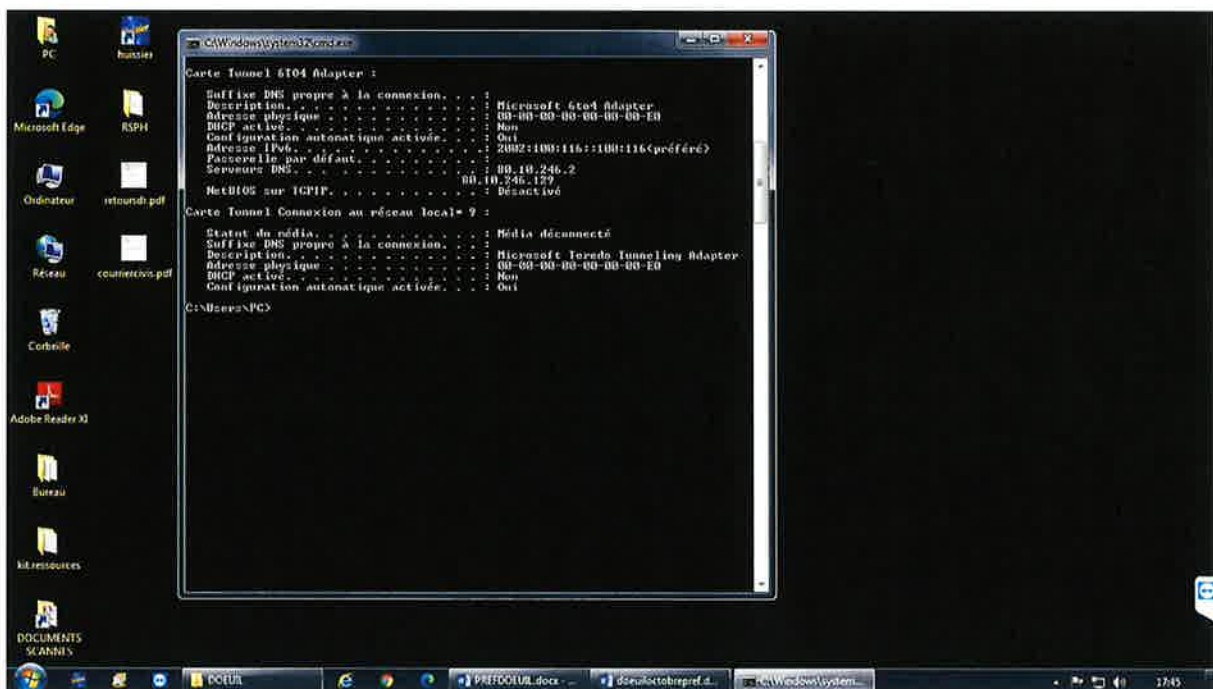 PC
huissier
Microsoft Edge
RSPH
Ordinateur
retoursdr.pdf
Réseau
courriercivis.pdf
Corbeille
Adobe Reader XI
Bureau
kit.ressources
DOCUMENTS
SCANNES
C:\Windows\system32\cmd.exe
Carte Tunnel 6TO4 Adapter :
Suffixe DNS propre à la connexion. . . :
Description. . . . . . . . . . . . . . : Microsoft 6to4 Adapter
Adresse physique . . . . . . . . . . . : 00-00-00-00-00-00-00-E0
DHCP activé. . . . . . . . . . . . . . : Non
Configuration automatique activée. . . : Oui
Adresse IPv6. . . . . . . . . . . . . .: 2002:100:116::100:116(préféré)
Passerelle par défaut. . . . . . . . . :
Serveurs DNS. . . . . . . . . . . . . : 80.10.246.2
80.10.246.129
NetBIOS sur TCPIP. . . . . . . . . . . : Désactivé
Carte Tunnel Connexion au réseau local* 9 :
Statut du média. . . . . . . . . . . . : Média déconnecté
Suffixe DNS propre à la connexion. . . :
Description. . . . . . . . . . . . . . : Microsoft Teredo Tunneling Adapter
Adresse physique . . . . . . . . . . . : 00-00-00-00-00-00-00-E0
DHCP activé. . . . . . . . . . . . . . : Non
Configuration automatique activée. . . : Oui
C:\Users\PC>
DOEUIL
PREFDOEUIL.docx - ...
doeuiloctobrepref.d...
C:\Windows\system...
17:45